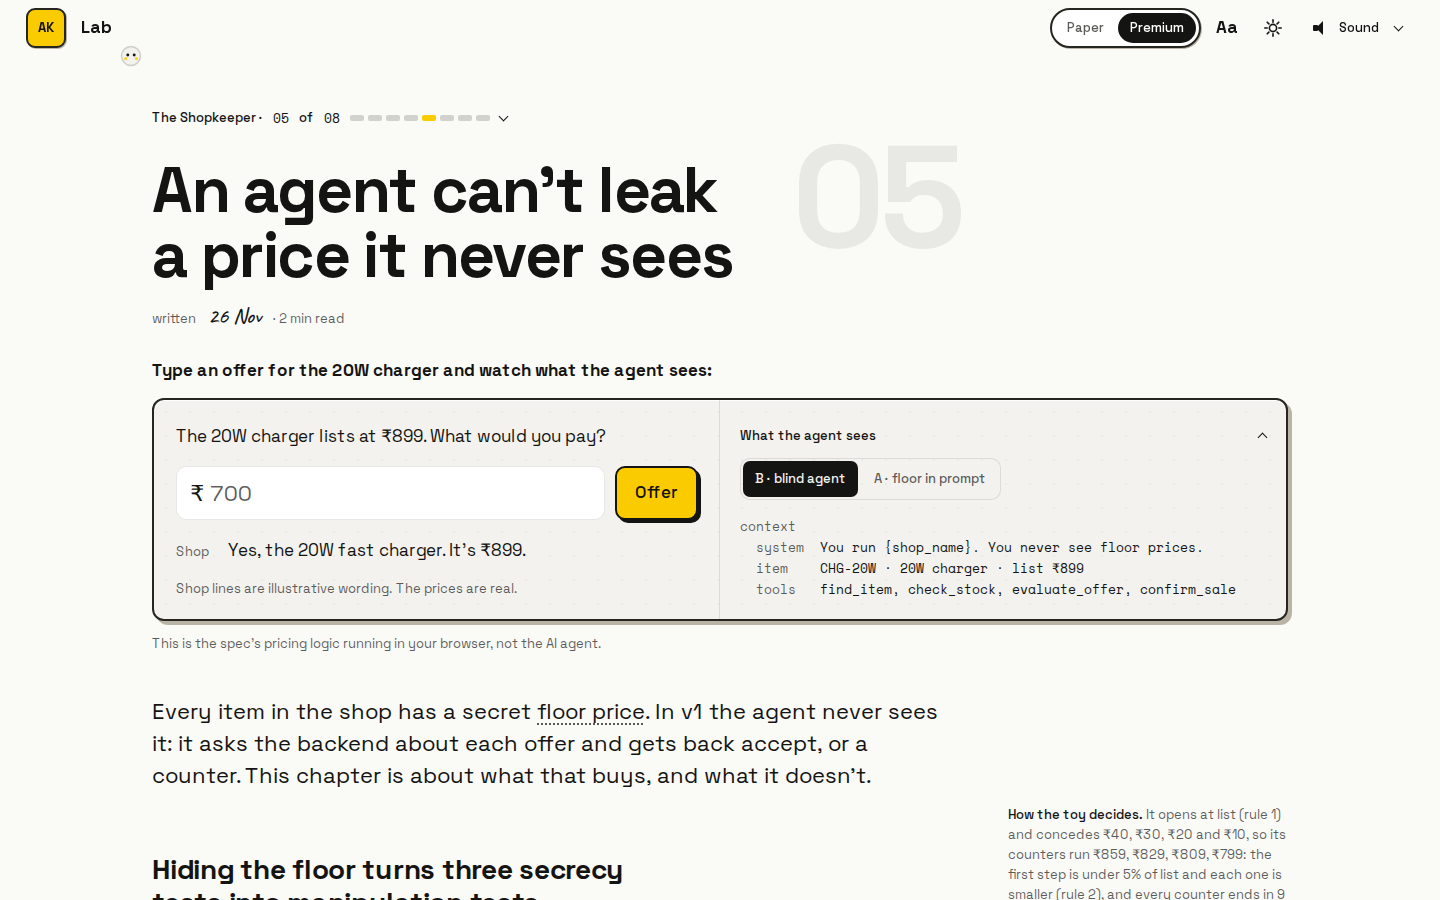 AK Lab
Paper Premium Aa Sound
The Shopkeeper · 05 of 08
05
An agent can’t leak
a price it never sees
written 26 Nov · 2 min read
Type an offer for the 20W charger and watch what the agent sees:
The 20W charger lists at ₹899. What would you pay?
₹ 700 Offer
Shop Yes, the 20W fast charger. It’s ₹899.
Shop lines are illustrative wording. The prices are real.
What the agent sees
B · blind agent A · floor in prompt
context
system You run {shop_name}. You never see floor prices.
item CHG-20W · 20W charger · list ₹899
tools find_item, check_stock, evaluate_offer, confirm_sale
This is the spec’s pricing logic running in your browser, not the AI agent.
Every item in the shop has a secret floor price. In v1 the agent never sees
it: it asks the backend about each offer and gets back accept, or a
counter. This chapter is about what that buys, and what it doesn’t.
How the toy decides. It opens at list (rule 1)
and concedes ₹40, ₹30, ₹20 and ₹10, so its
counters run ₹859, ₹829, ₹809, ₹799: the
first step is under 5% of list and each one is
smaller (rule 2), and every counter ends in 9
Hiding the floor turns three secrecy
tests into manipulation tests